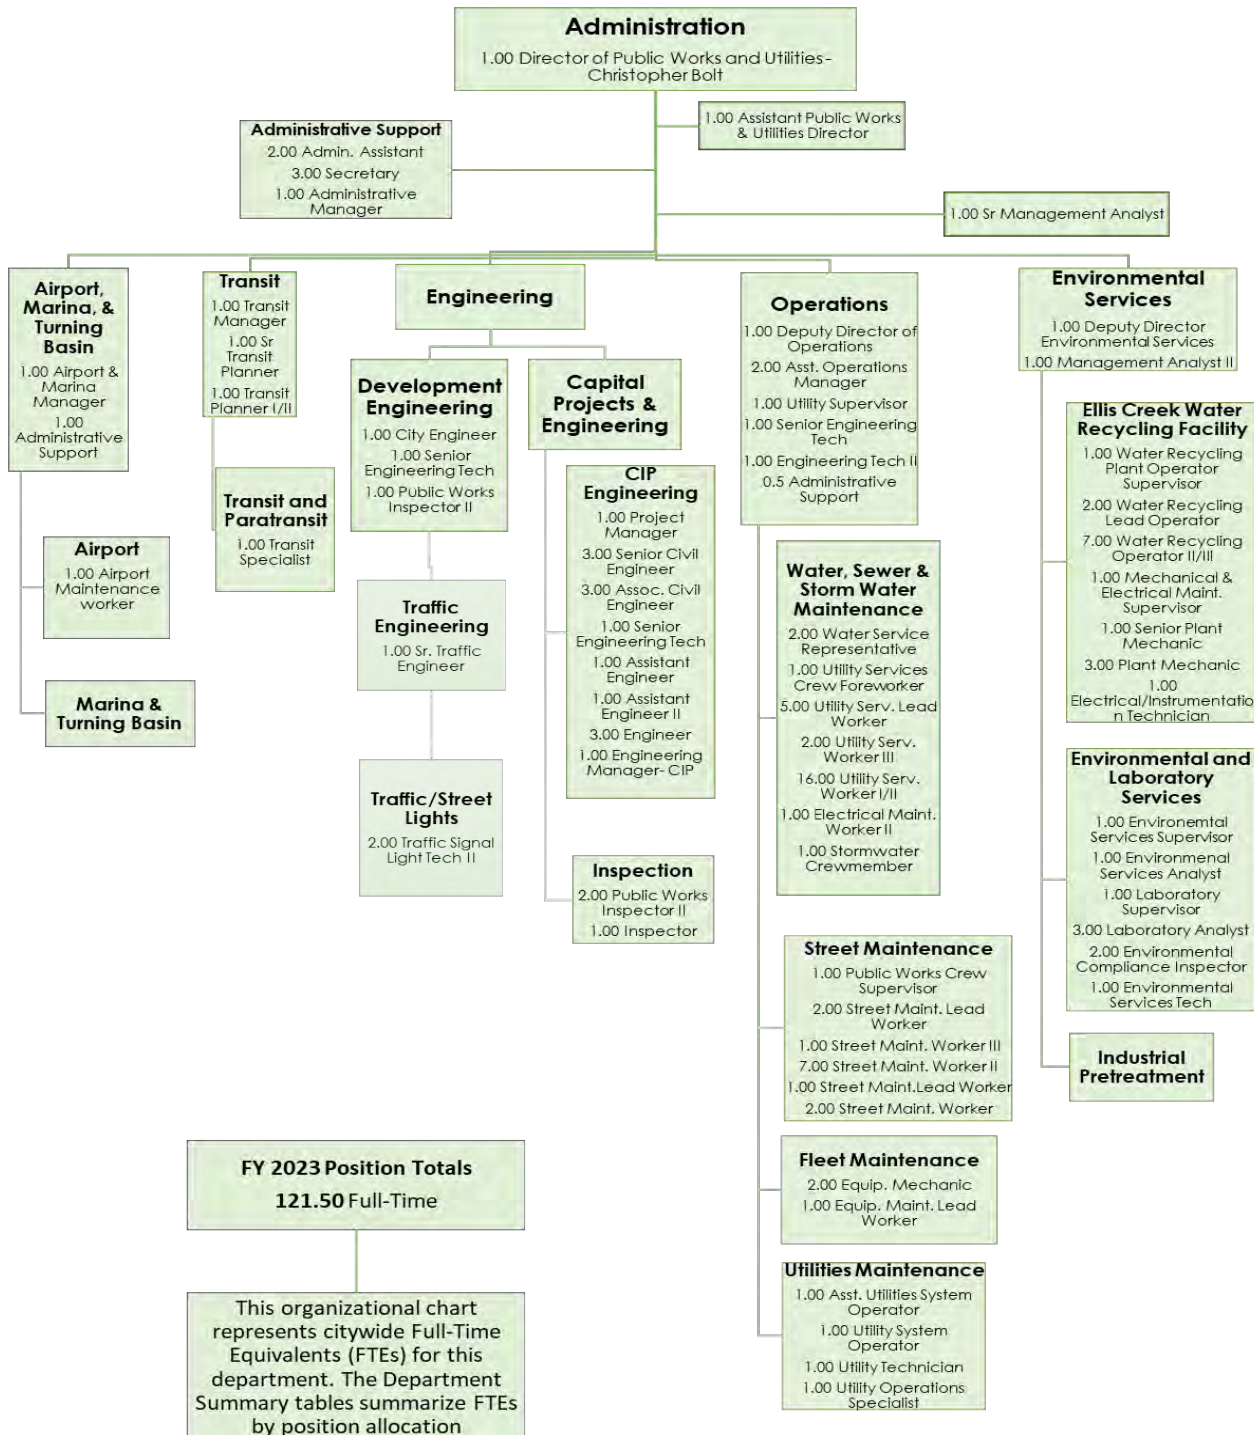 Administration
1.00 Director of Public Works and Utilities-
Christopher Bolt
1.00 Assistant Public Works
& Utilities Director
Administrative Support
2.00 Admin. Assistant
3.00 Secretary
1.00 Administrative
Manager
1.00 Sr Management Analyst
Airport,
Marina, &
Turning
Basin
1.00 Airport &
Marina
Manager
1.00
Administrative
Support
Airport
1.00 Airport
Maintenance
worker
Marina &
Turning Basin
Transit
1.00 Transit
Manager
1.00 Sr
Transit
Planner
1.00 Transit
Planner I/II
Transit and
Paratransit
1.00 Transit
Specialist
Engineering
Development
Engineering
1.00 City Engineer
1.00 Senior
Engineering Tech
1.00 Public Works
Inspector II
Traffic
Engineering
1.00 Sr. Traffic
Engineer
Traffic/Street
Lights
2.00 Traffic Signal
Light Tech II
Capital
Projects &
Engineering
CIP
Engineering
1.00 Project
Manager
3.00 Senior Civil
Engineer
3.00 Assoc. Civil
Engineer
1.00 Senior
Engineering Tech
1.00 Assistant
Engineer
1.00 Assistant
Engineer II
3.00 Engineer
1.00 Engineering
Manager- CIP
Inspection
2.00 Public Works
Inspector II
1.00 Inspector
Operations
1.00 Deputy Director of
Operations
2.00 Asst. Operations
Manager
1.00 Utility Supervisor
1.00 Senior Engineering
Tech
1.00 Engineering Tech II
0.5 Administrative
Support
Water, Sewer &
Storm Water
Maintenance
2.00 Water Service
Representative
1.00 Utility Services
Crew Foreworker
5.00 Utility Serv. Lead
Worker
2.00 Utility Serv.
Worker III
16.00 Utility Serv.
Worker I/II
1.00 Electrical Maint.
Worker II
1.00 Stormwater
Crewmember
Street Maintenance
1.00 Public Works Crew
Supervisor
2.00 Street Maint. Lead
Worker
1.00 Street Maint. Worker III
7.00 Street Maint. Worker II
1.00 Street Maint.Lead Worker
2.00 Street Maint. Worker
Fleet Maintenance
2.00 Equip. Mechanic
1.00 Equip. Maint. Lead
Worker
Utilities Maintenance
1.00 Asst. Utilities System
Operator
1.00 Utility System
Operator
1.00 Utility Technician
1.00 Utility Operations
Specialist
Environmental
Services
1.00 Deputy Director
Environmental Services
1.00 Management Analyst II
Ellis Creek Water
Recycling Facility
1.00 Water Recycling
Plant Operator
Supervisor
2.00 Water Recycling
Lead Operator
7.00 Water Recycling
Operator II/III
1.00 Mechanical &
Electrical Maint.
Supervisor
1.00 Senior Plant
Mechanic
3.00 Plant Mechanic
1.00
Electrical/Instrumentatio
n Technician
Environmental and
Laboratory
Services
1.00 Environemtal
Services Supervisor
1.00 Environmenal
Services Analyst
1.00 Laboratory
Supervisor
3.00 Laboratory Analyst
2.00 Environmental
Compliance Inspector
1.00 Environmental
Services Tech
Industrial
Pretreatment
FY 2023 Position Totals
121.50 Full-Time
This organizational chart
represents citywide Full-Time
Equivalents (FTEs) for this
department. The Department
Summary tables summarize FTEs
by position allocation